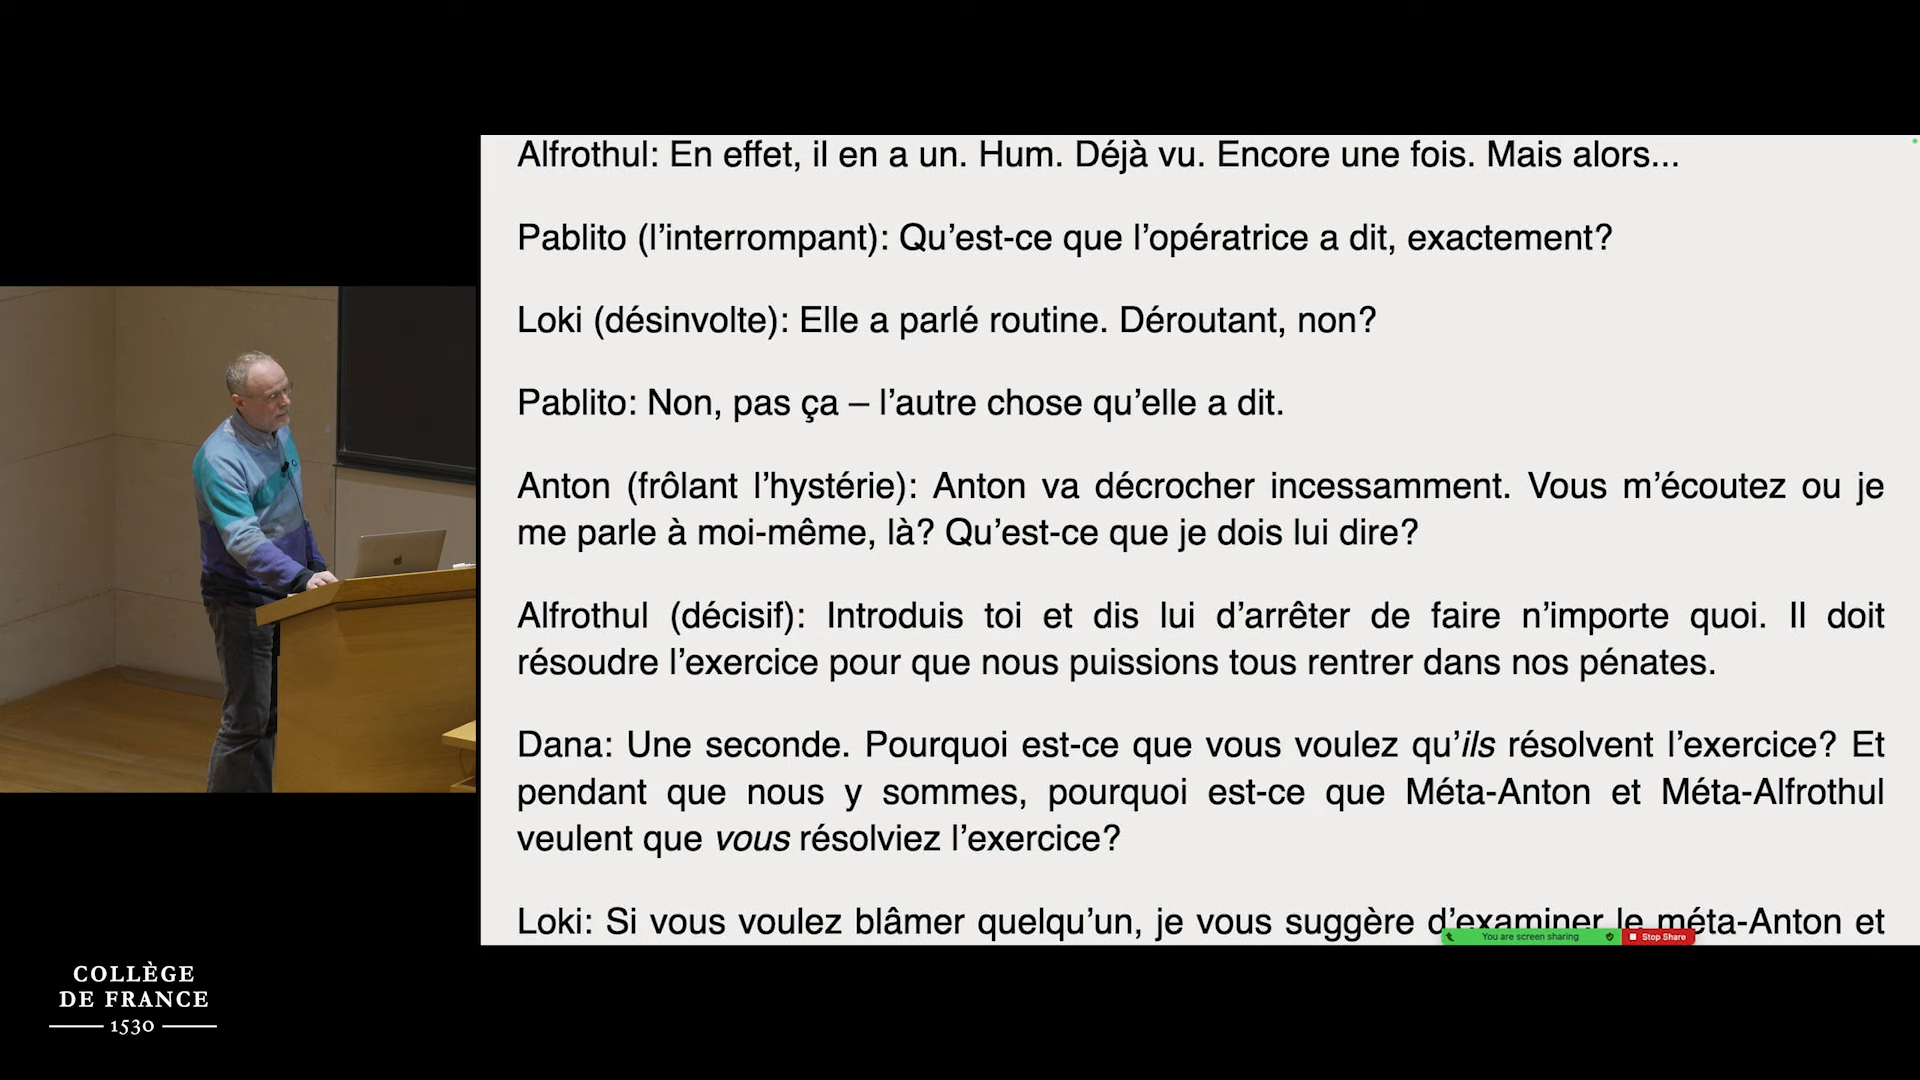 Alfrothul: En effet, il en a un. Hum. Déjà vu. Encore une fois. Mais alors...
Pablito (l’interrompant): Qu’est-ce que l’opératrice a dit, exactement?
Loki (désinvolte): Elle a parlé routine. Déroutant, non?
Pablito: Non, pas ça – l’autre chose qu’elle a dit.
Anton (frôlant l’hystérie): Anton va décrocher incessamment. Vous m’écoutez ou je
me parle à moi-même, là? Qu’est-ce que je dois lui dire?
Alfrothul (décisif): Introduis toi et dis lui d’arrêter de faire n’importe quoi. Il doit
résoudre l’exercice pour que nous puissions tous rentrer dans nos pénates.
Dana: Une seconde. Pourquoi est-ce que vous voulez qu’ils résolvent l’exercice? Et
pendant que nous y sommes, pourquoi est-ce que Méta-Anton et Méta-Alfrothul
veulent que vous résolviez l’exercice?
Loki: Si vous voulez blâmer quelqu’un, je vous suggère d’examiner le méta-Anton et
You are screen sharing
Stop Share
COLLÈGE
DE FRANCE
1530